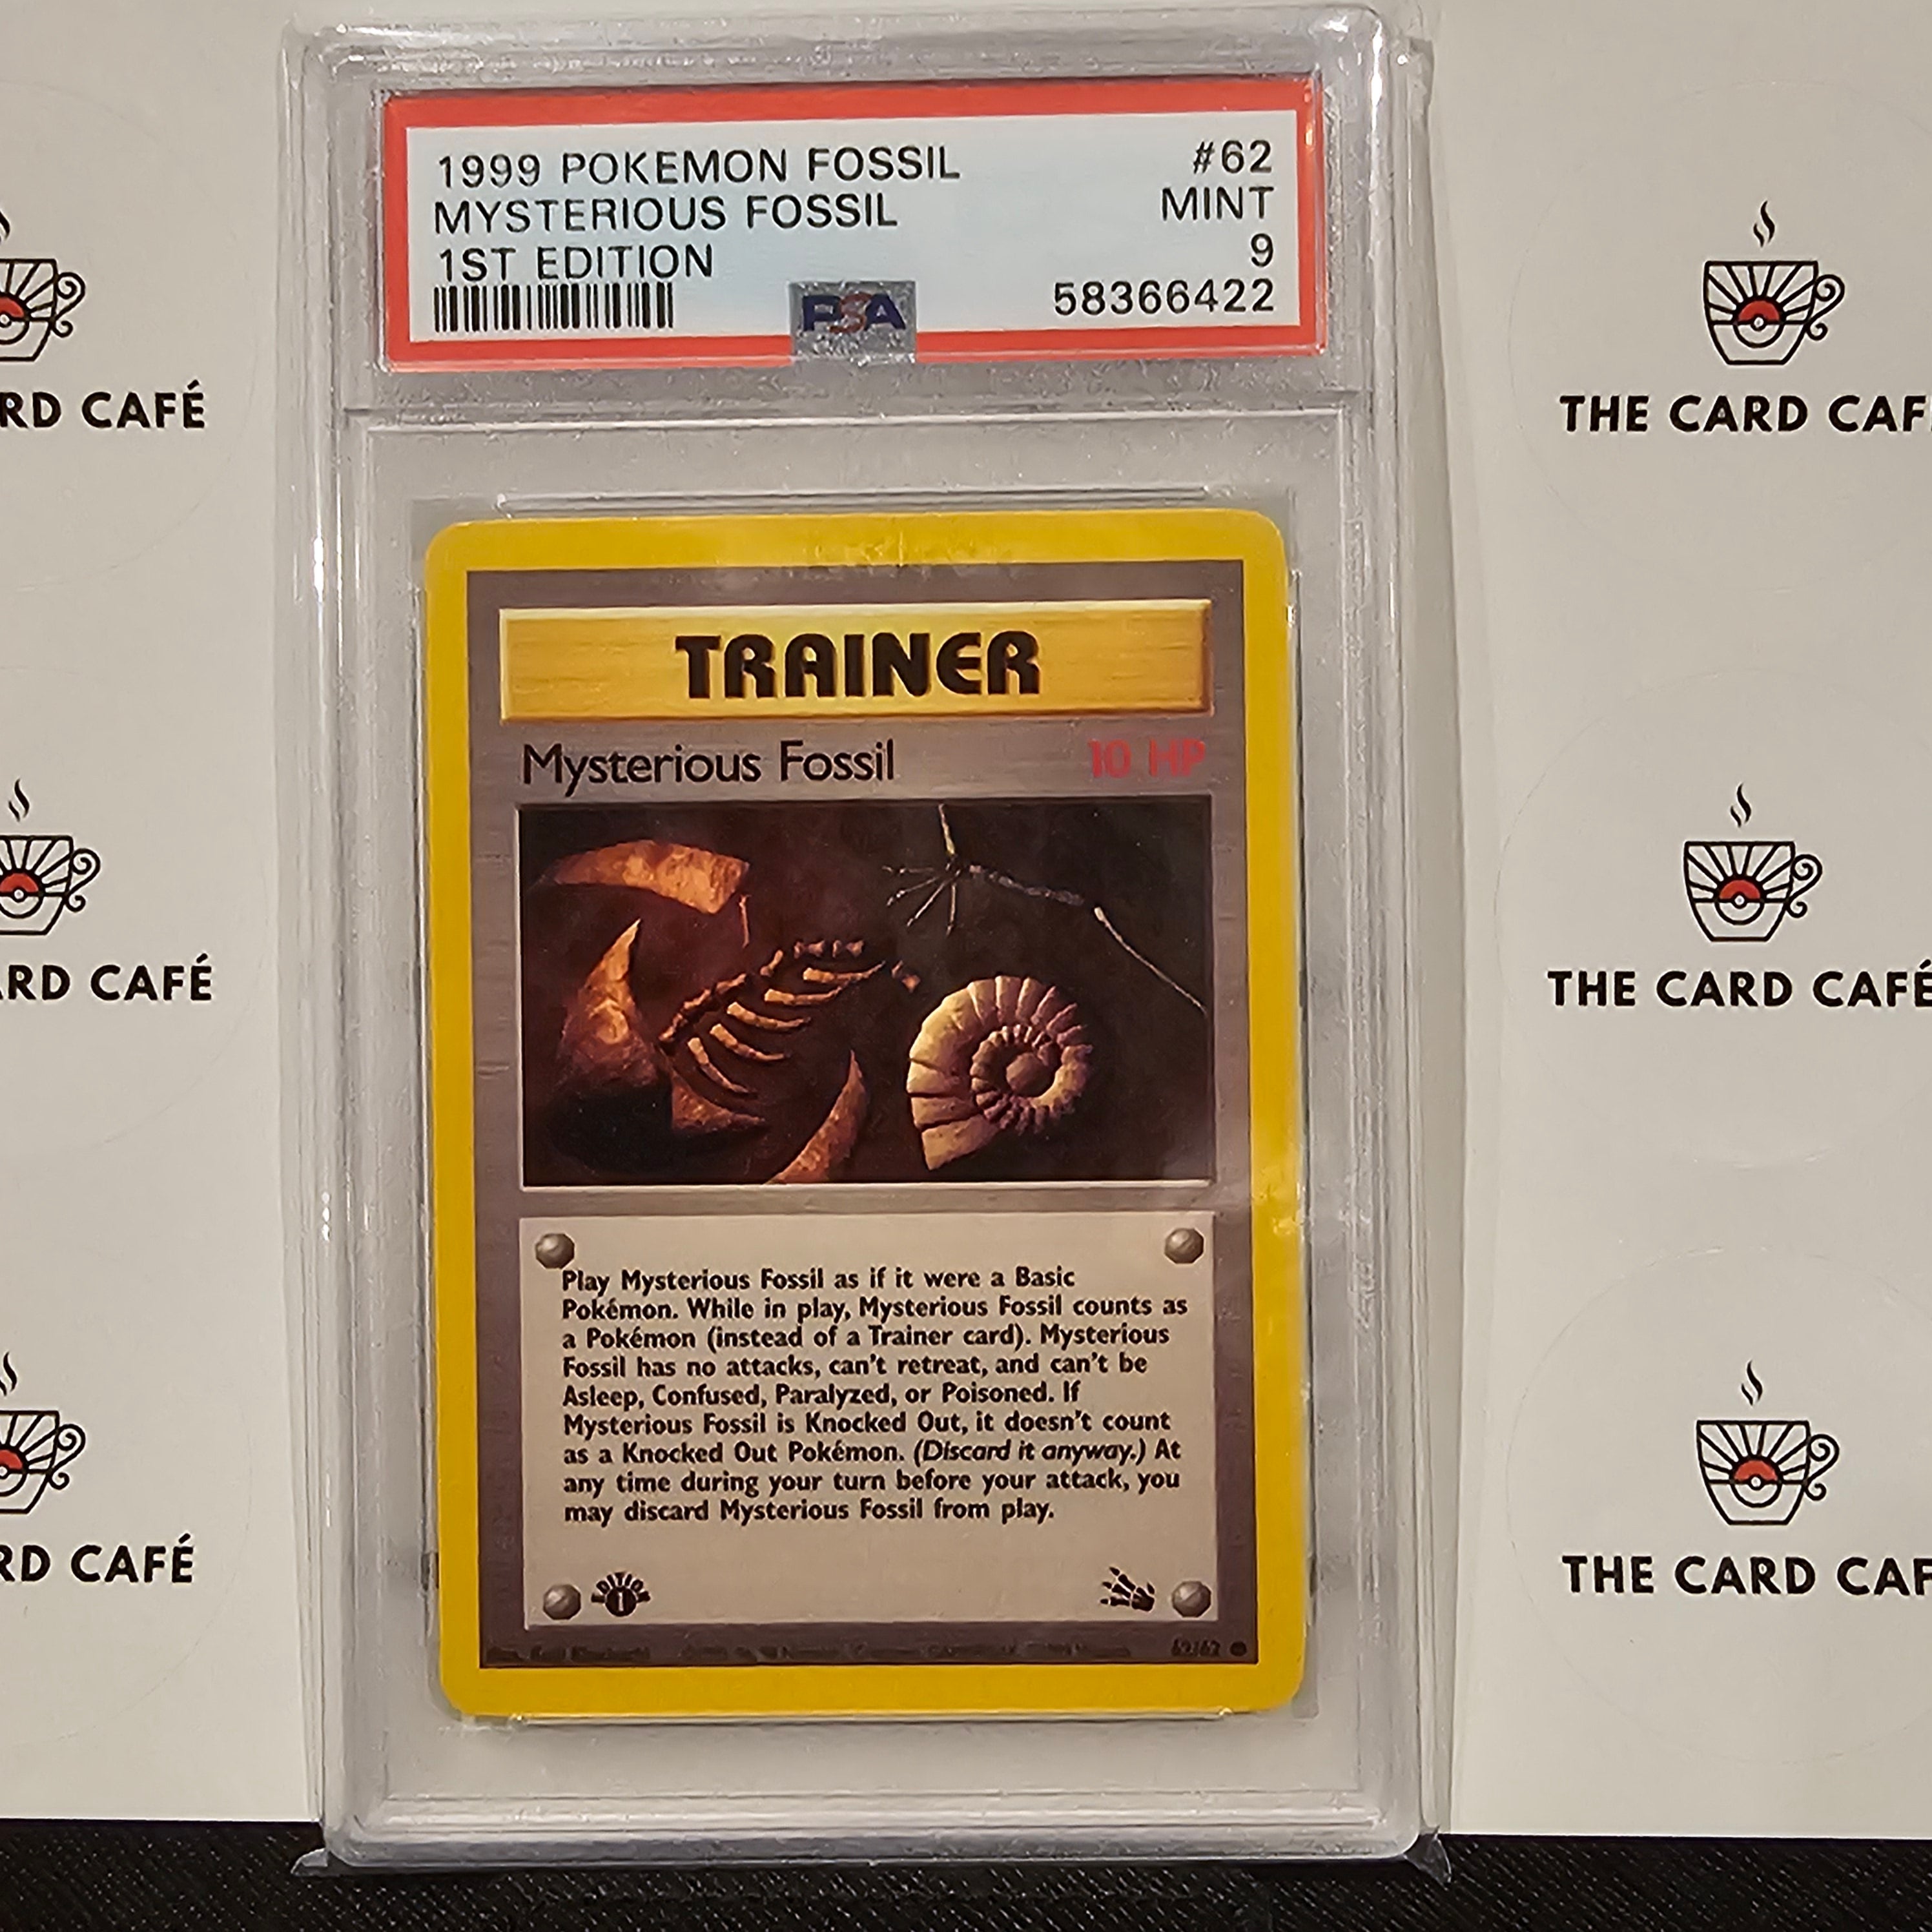 1999 POKEMON FOSSIL #62
MYSTERIOUS FOSSIL MINT
1ST EDITION 9
PSA 58366422
TRAINER
Mysterious Fossil 10 HP
Play Mysterious Fossil as if it were a Basic
Pokémon. While in play, Mysterious Fossil counts as
a Pokémon (instead of a Trainer card). Mysterious
Fossil has no attacks, can't retreat, and can't be
Asleep, Confused, Paralyzed, or Poisoned. If
Mysterious Fossil is Knocked Out, it doesn't count
as a Knocked Out Pokémon. (Discard it anyway.) At
any time during your turn before your attack, you
may discard Mysterious Fossil from play.
EDITION 1
62/62
RD CAFÉ
ARD CAFÉ
RD CAFÉ
THE CARD CAF
THE CARD CAFÉ
THE CARD CAF